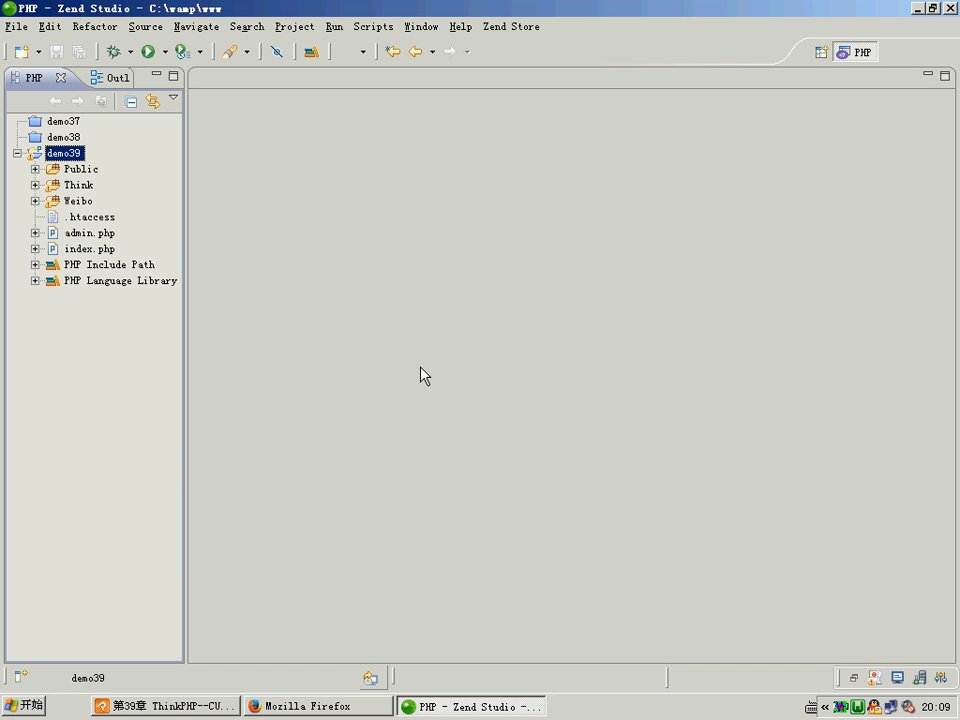 PHP - Zend Studio - C:\wamp\www
File Edit Refactor Source Navigate Search Project Run Scripts Window Help Zend Store
PHP
PHP Outl
demo37
demo38
demo39
Public
Think
Weibo
.htaccess
admin.php
index.php
PHP Include Path
PHP Language Library
demo39
开始 第39章 ThinkPHP--CU... Mozilla Firefox PHP - Zend Studio -... 20:09